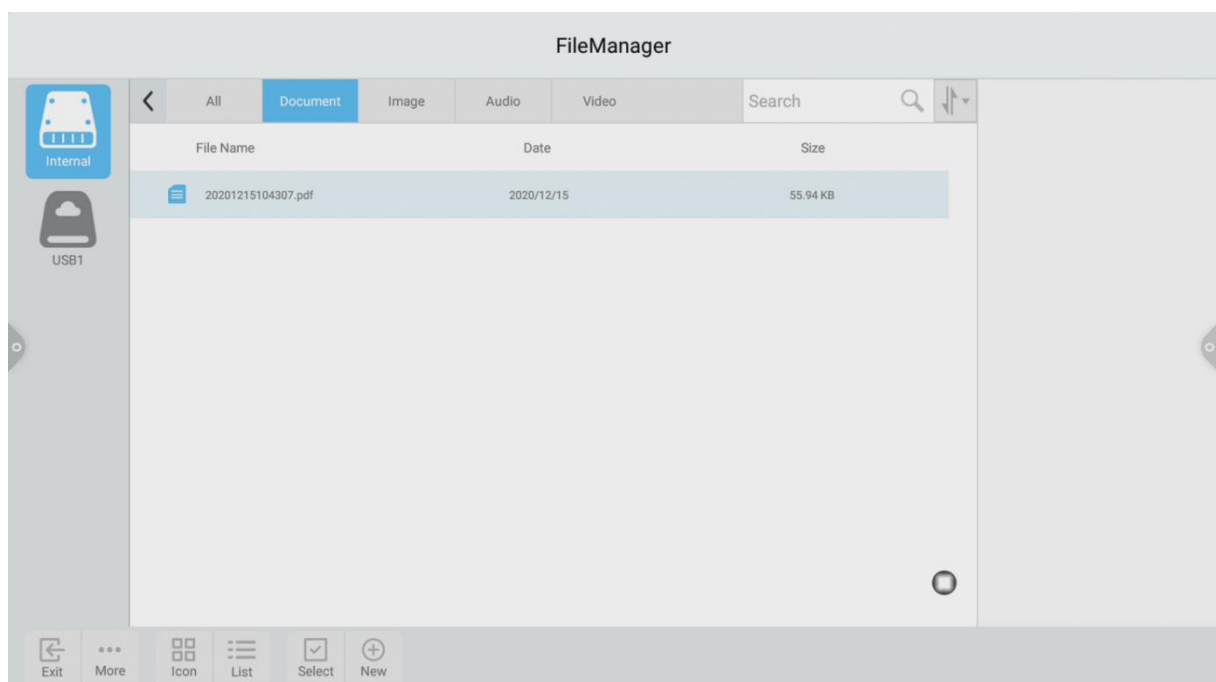 FileManager
All Document Image Audio Video Search
Internal
File Name Date Size
20201215104307.pdf 2020/12/15 55.94 KB
USB1
Exit More Icon List Select New